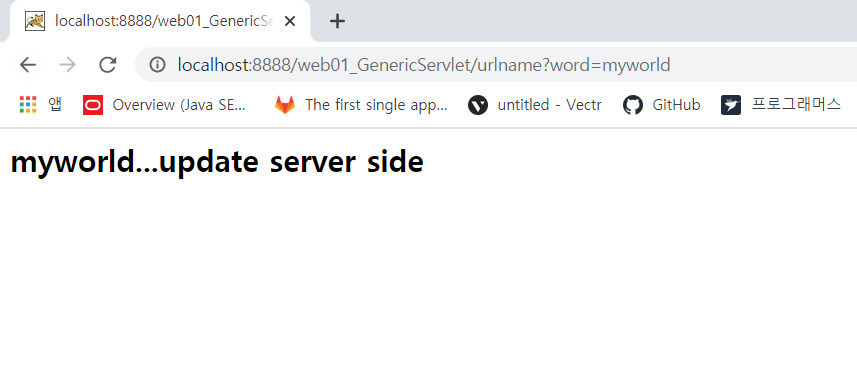 localhost:8888/web01_GenericSe
localhost:8888/web01_GenericServlet/urlname?word=myworld
앱 Overview (Java SE... The first single app... untitled - Vectr GitHub 프로그래머스
myworld...update server side